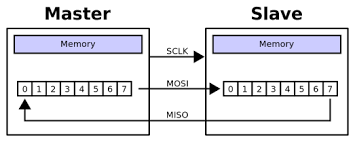 Master Slave
Memory Memory
SCLK
MOSI
0 1 2 3 4 5 6 7 0 1 2 3 4 5 6 7
MISO